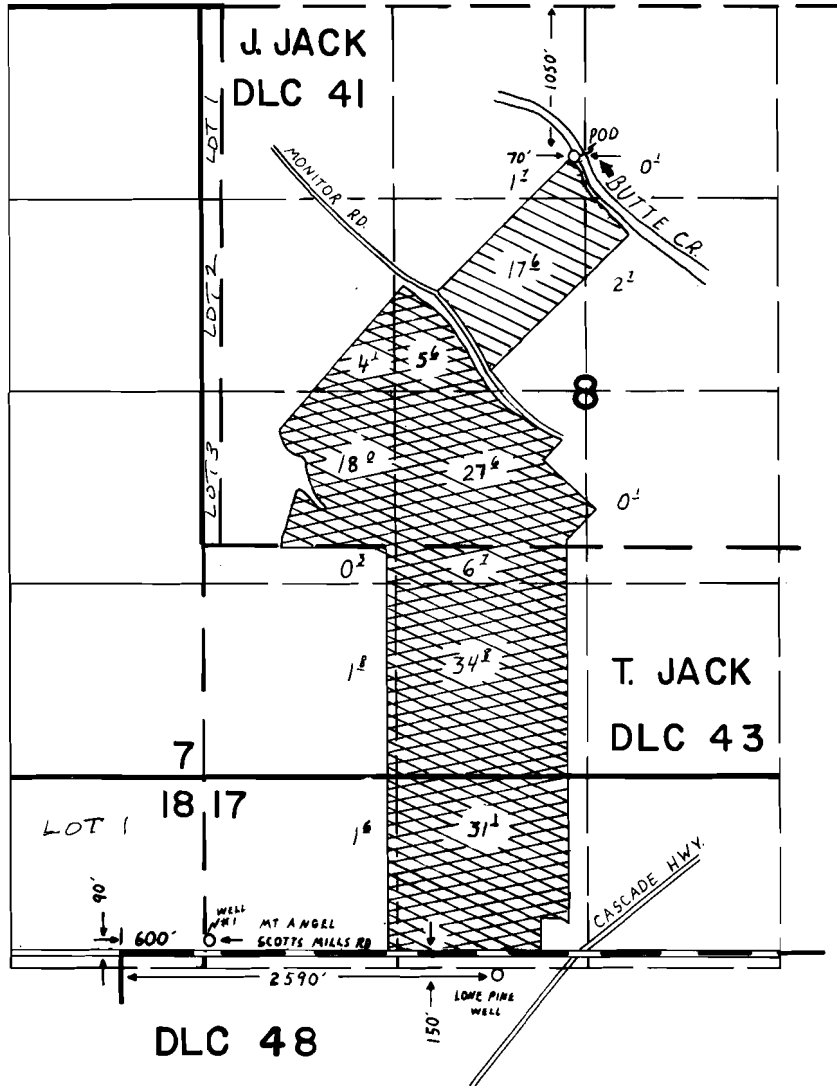 J. JACK
DLC 41
LOT 1
LOT 2
LOT 3
1050'
POD
70'
1⁷
0¹
MONITOR RD.
BUTTE CR.
17⁶
2⁷
4¹
5⁶
8
18⁰
27⁶
0¹
0²
6⁷
1⁸
34⁸
T. JACK
DLC 43
7
18 17
LOT 1
1⁶
31¹
CASCADE HWY.
90'
600'
WELL
#1
MT ANGEL
SCOTTS MILLS RD
2590'
LONE PINE
WELL
150'
DLC 48